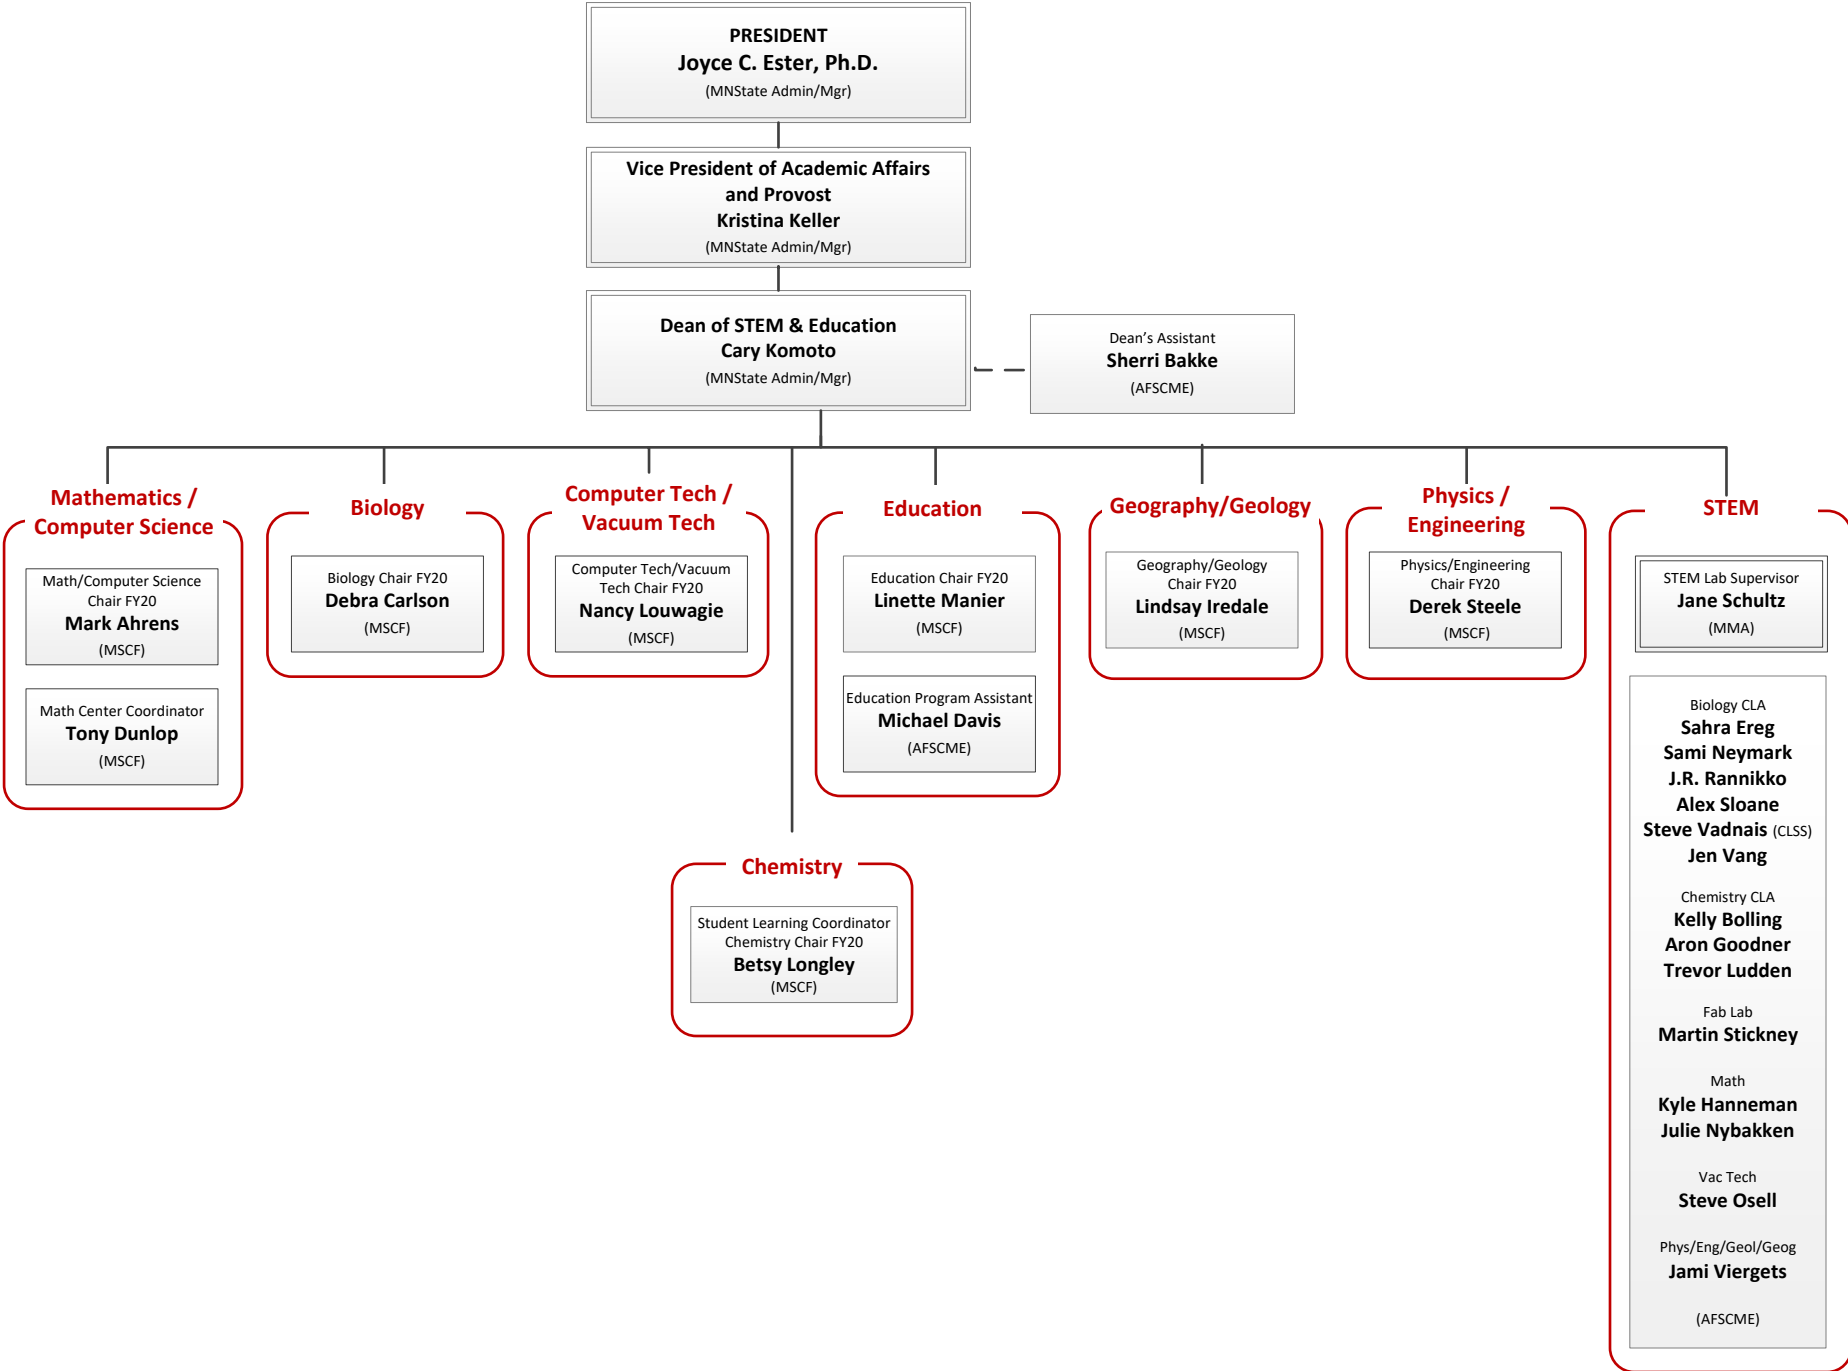 PRESIDENT
Joyce C. Ester, Ph.D.
(MNState Admin/Mgr)
Vice President of Academic Affairs
and Provost
Kristina Keller
(MNState Admin/Mgr)
Dean of STEM & Education
Cary Komoto
(MNState Admin/Mgr)
Dean’s Assistant
Sherri Bakke
(AFSCME)
Mathematics /
Computer Science
Math/Computer Science
Chair FY20
Mark Ahrens
(MSCF)
Math Center Coordinator
Tony Dunlop
(MSCF)
Biology
Biology Chair FY20
Debra Carlson
(MSCF)
Computer Tech /
Vacuum Tech
Computer Tech/Vacuum
Tech Chair FY20
Nancy Louwagie
(MSCF)
Chemistry
Student Learning Coordinator
Chemistry Chair FY20
Betsy Longley
(MSCF)
Education
Education Chair FY20
Linette Manier
(MSCF)
Education Program Assistant
Michael Davis
(AFSCME)
Geography/Geology
Geography/Geology
Chair FY20
Lindsay Iredale
(MSCF)
Physics /
Engineering
Physics/Engineering
Chair FY20
Derek Steele
(MSCF)
STEM
STEM Lab Supervisor
Jane Schultz
(MMA)
Biology CLA
Sahra Ereg
Sami Neymark
J.R. Rannikko
Alex Sloane
Steve Vadnais (CLSS)
Jen Vang
Chemistry CLA
Kelly Bolling
Aron Goodner
Trevor Ludden
Fab Lab
Martin Stickney
Math
Kyle Hanneman
Julie Nybakken
Vac Tech
Steve Osell
Phys/Eng/Geol/Geog
Jami Viergets
(AFSCME)